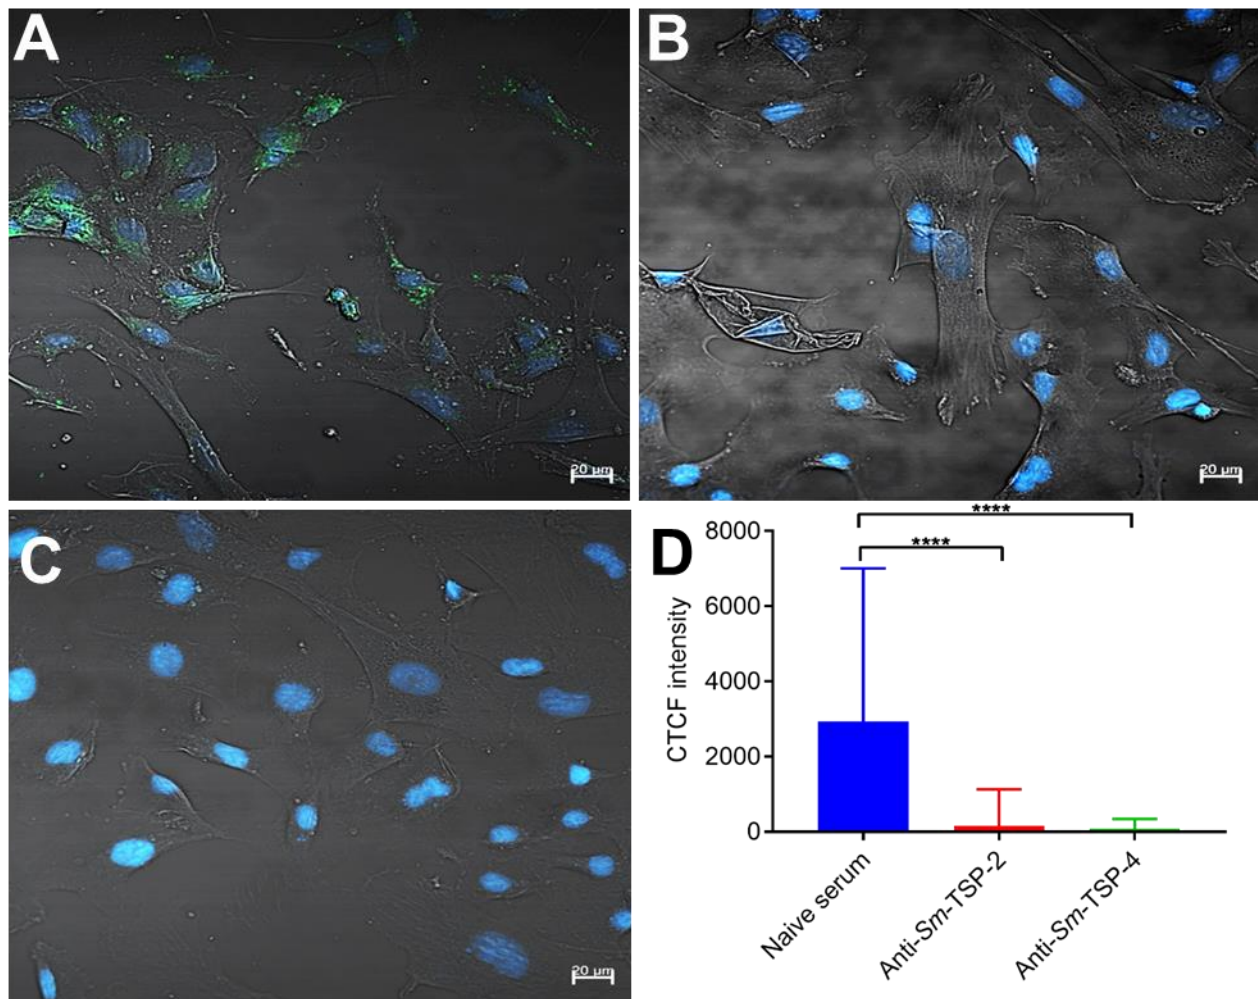 A
B
20 µm
20 µm
C
20 µm
D
CTCF intensity
8000
6000
4000
2000
0
****
****
Naive serum
Anti-Sm-TSP-2
Anti-Sm-TSP-4